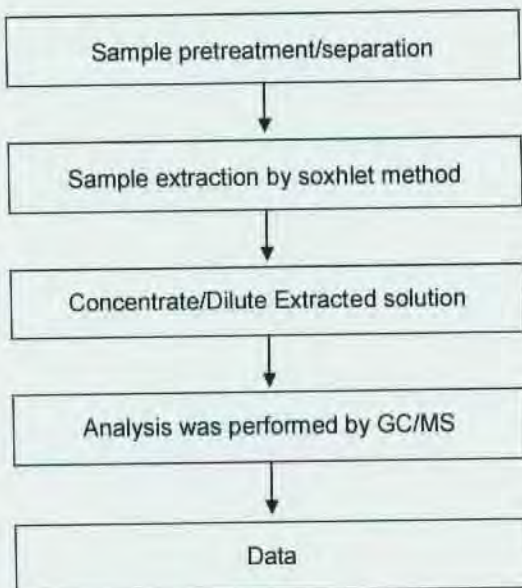 Sample pretreatment/separation
Sample extraction by soxhlet method
Concentrate/Dilute Extracted solution
Analysis was performed by GC/MS
Data